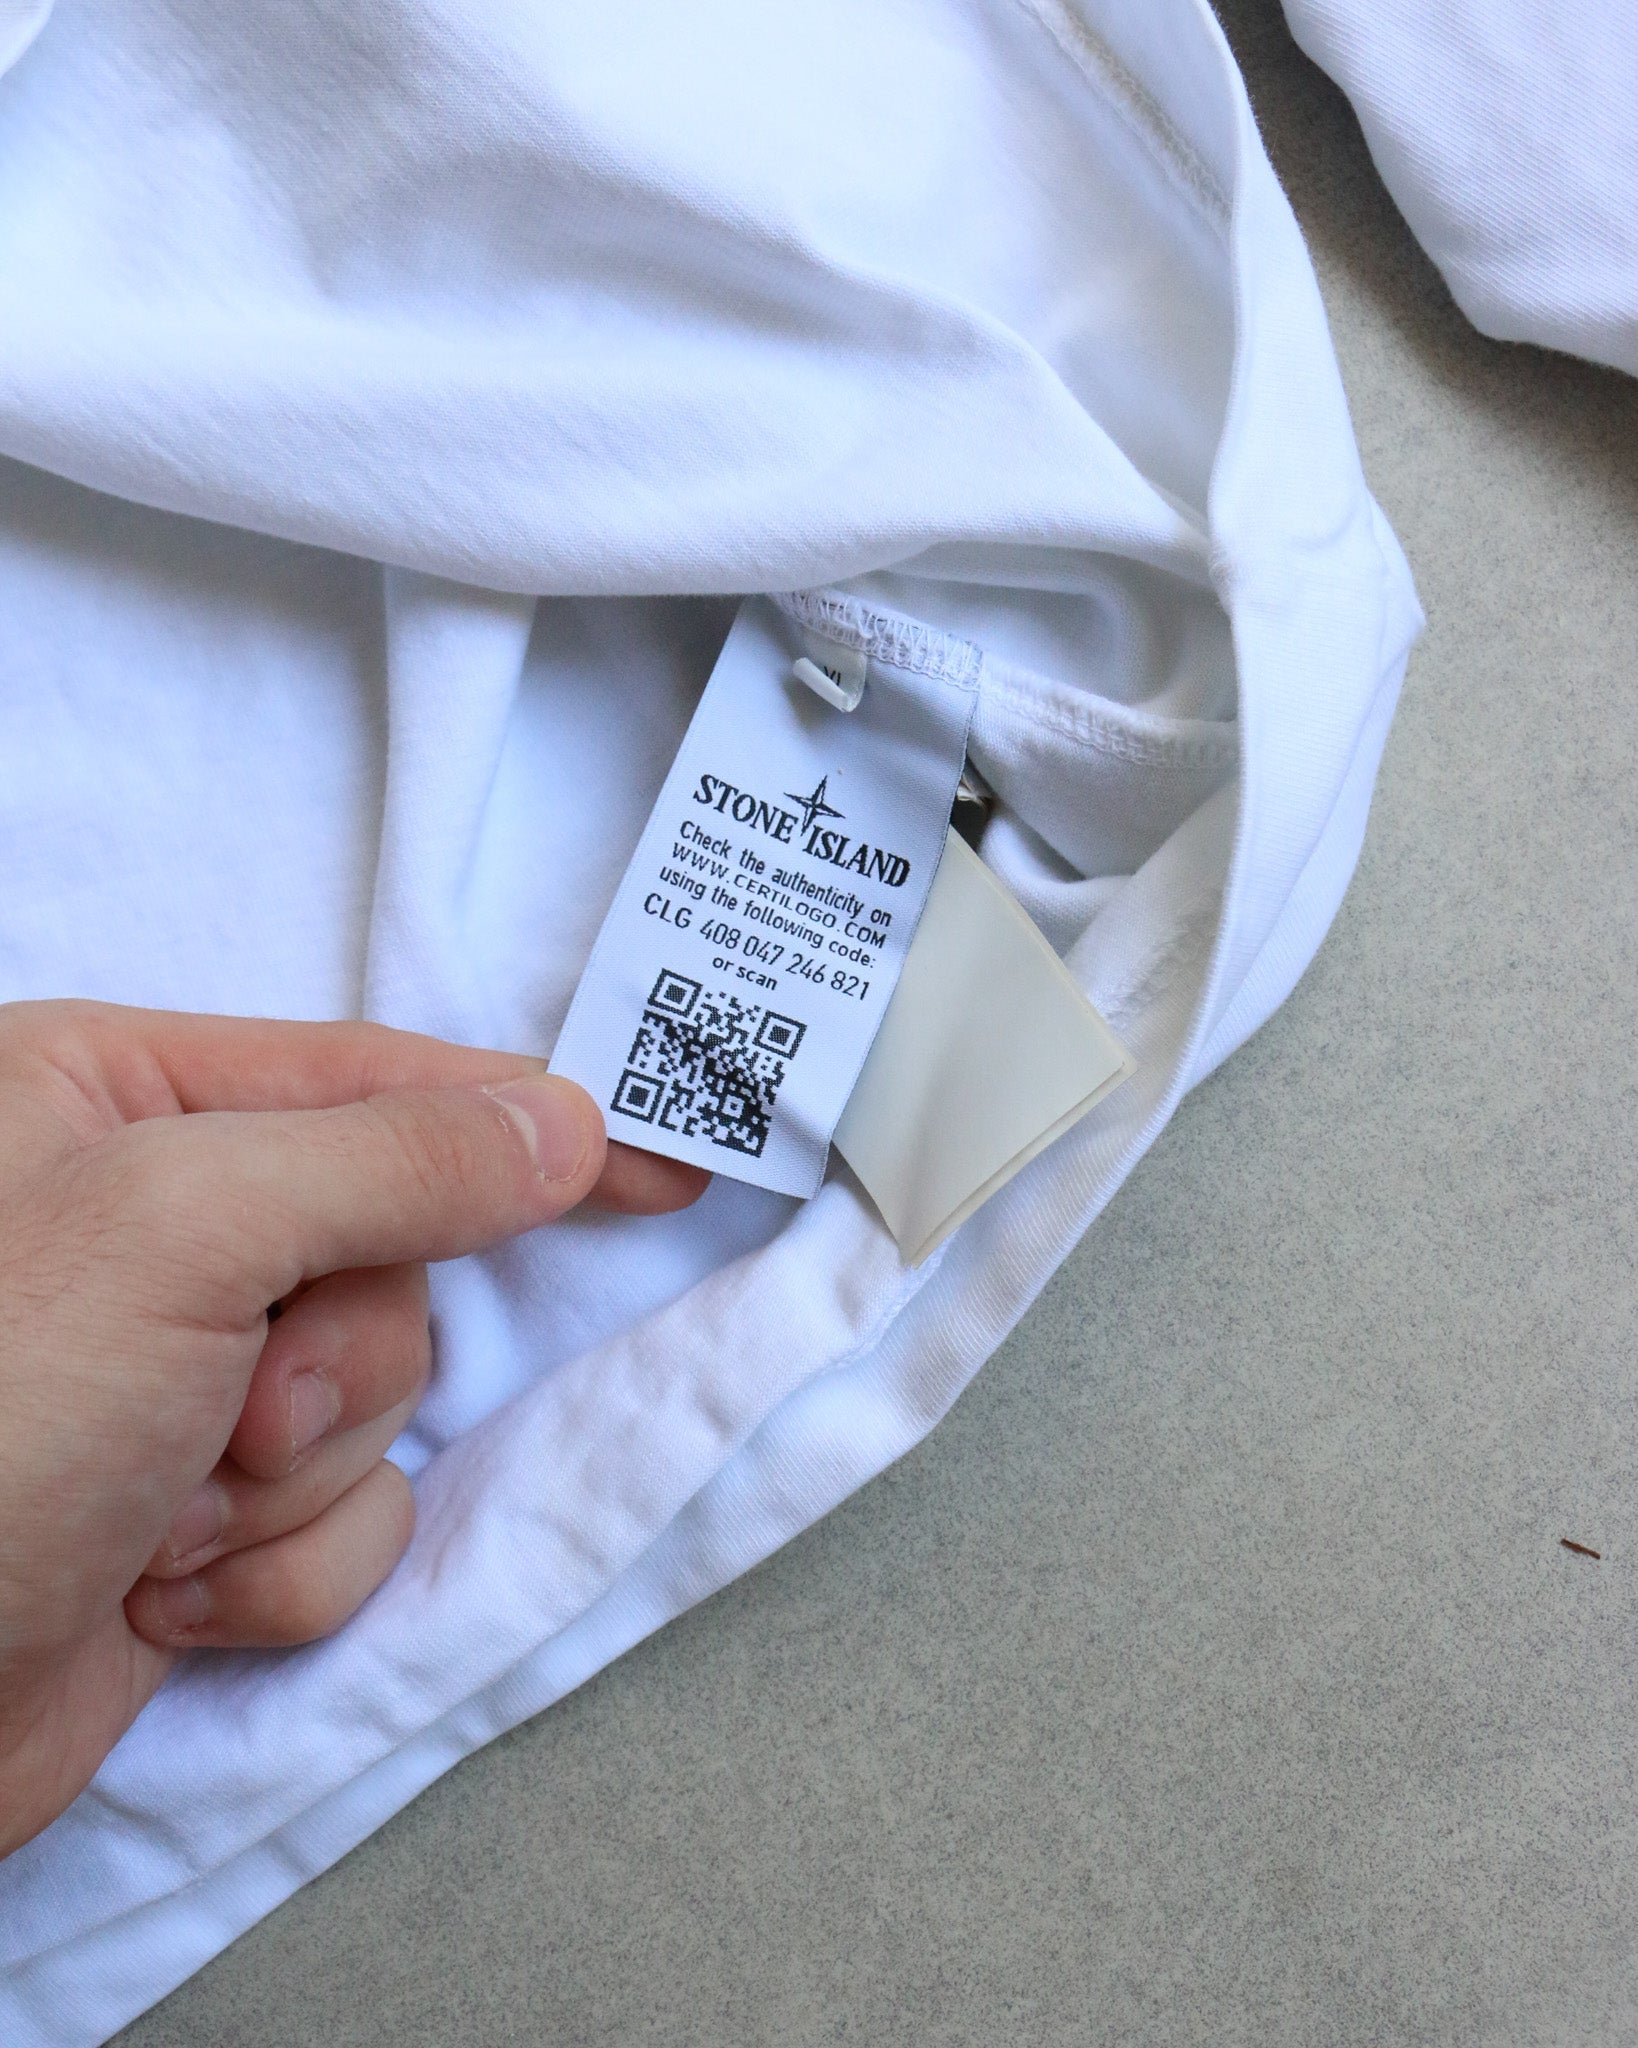 STONE ISLAND
Check the authenticity on
WWW.CERTILOGO.COM
using the following code:
CLG 408 047 246 821
or scan